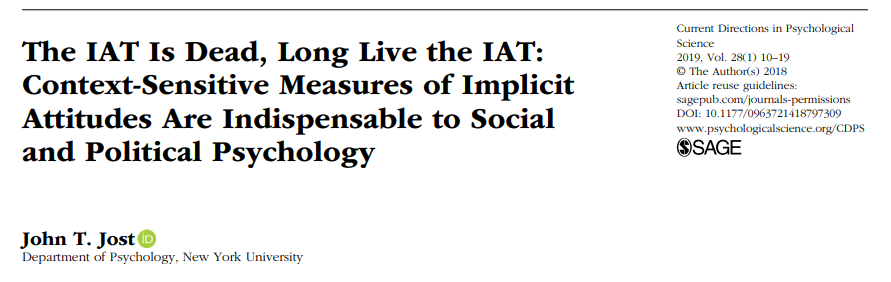 The IAT Is Dead, Long Live the IAT:
Context-Sensitive Measures of Implicit
Attitudes Are Indispensable to Social
and Political Psychology
Current Directions in Psychological
Science
2019, Vol. 28(1) 10–19
© The Author(s) 2018
Article reuse guidelines:
sagepub.com/journals-permissions
DOI: 10.1177/0963721418797309
www.psychologicalscience.org/CDPS
SSAGE
John T. Jost iD
Department of Psychology, New York University